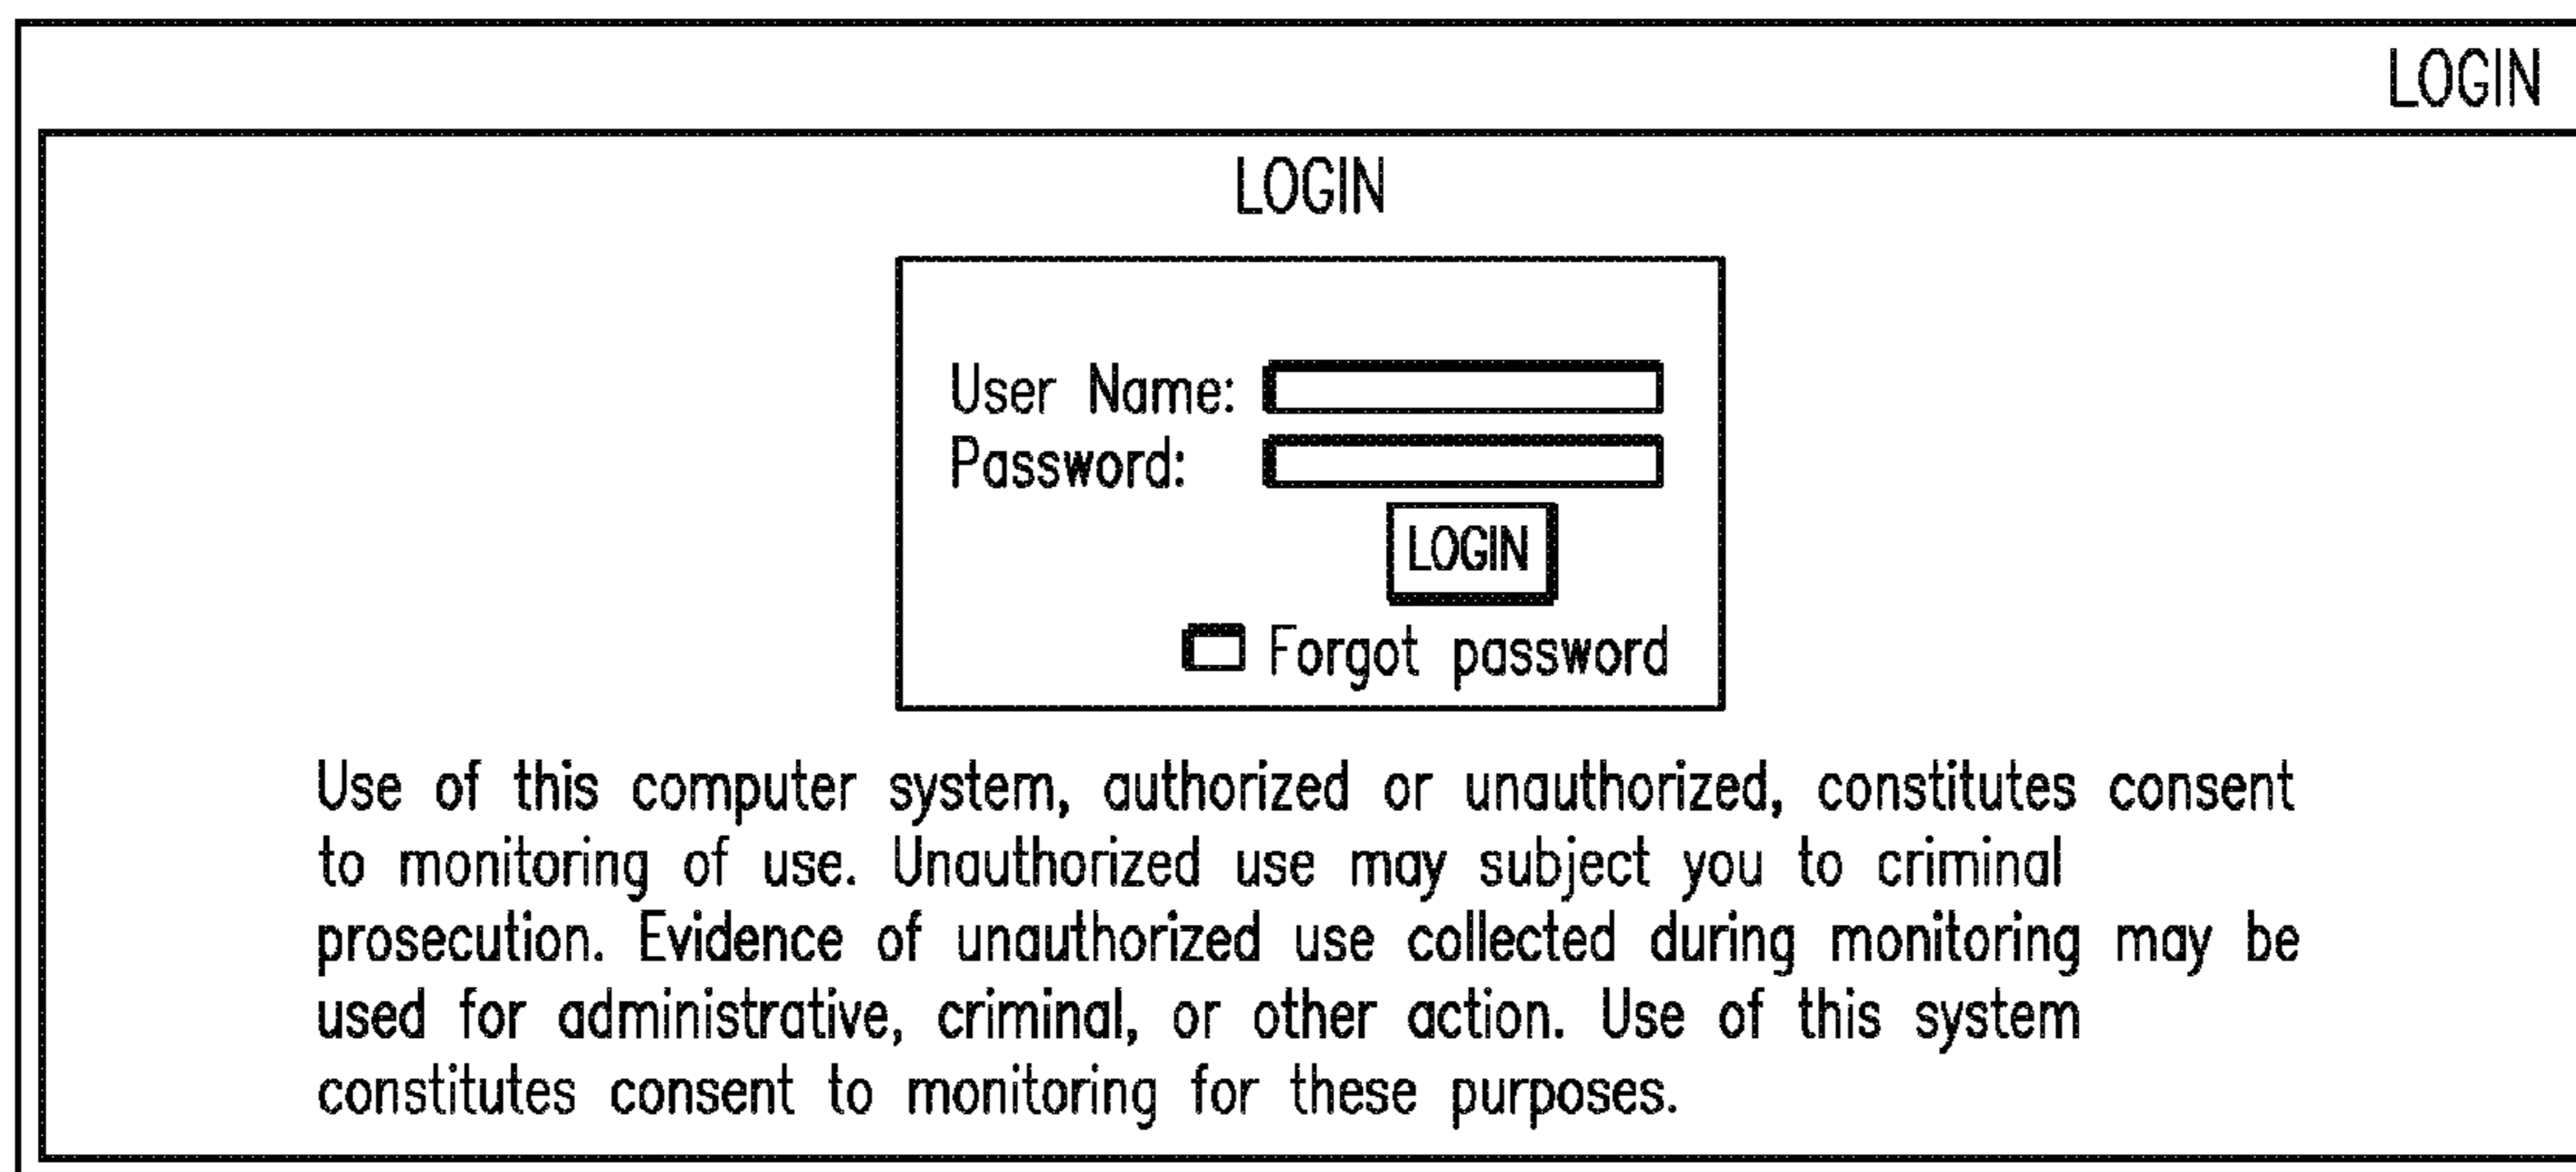 LOGIN
LOGIN
User Name:
Password:
LOGIN
Forgot password
Use of this computer system, authorized or unauthorized, constitutes consent
to monitoring of use. Unauthorized use may subject you to criminal
prosecution. Evidence of unauthorized use collected during monitoring may be
used for administrative, criminal, or other action. Use of this system
constitutes consent to monitoring for these purposes.